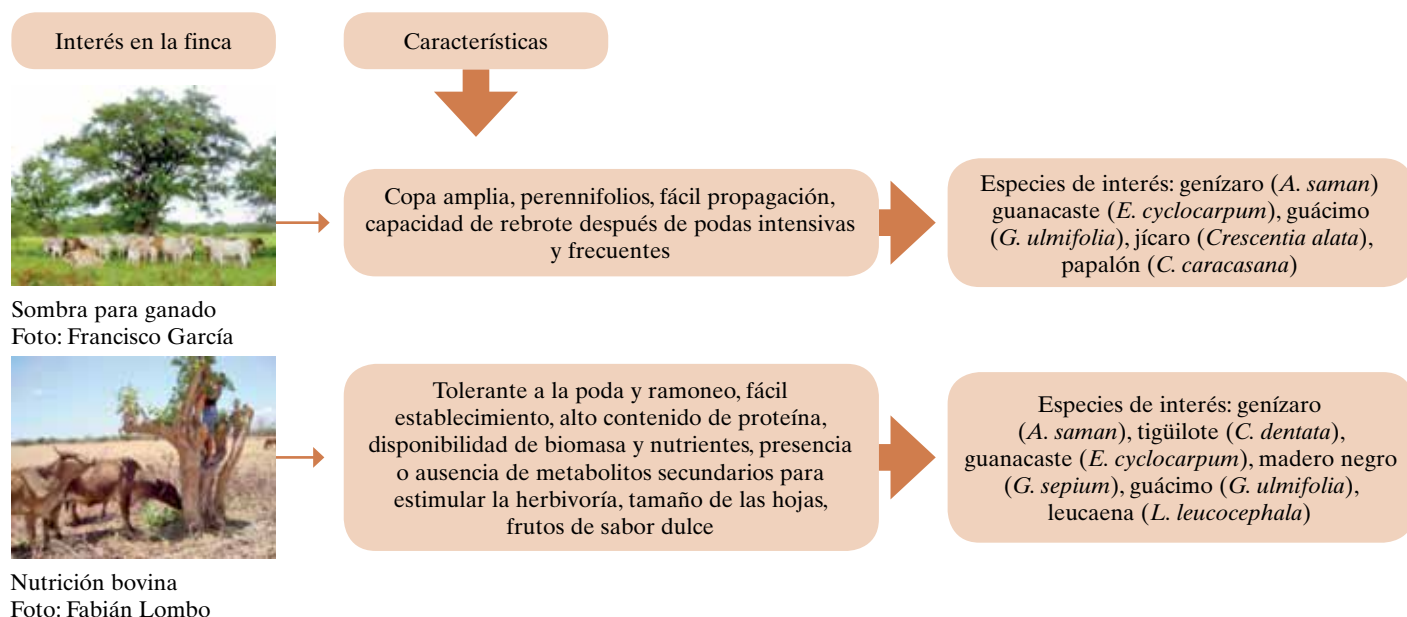 Interés en la finca
Características
Copa amplia, perennifolios, fácil propagación,
capacidad de rebrote después de podas intensivas
y frecuentes
Especies de interés: genízaro (A. saman)
guanacaste (E. cyclocarpum), guácimo
(G. ulmifolia), jícaro (Crescentia alata),
papalón (C. caracasana)
Sombra para ganado
Foto: Francisco García
Tolerante a la poda y ramoneo, fácil
establecimiento, alto contenido de proteína,
disponibilidad de biomasa y nutrientes, presencia
o ausencia de metabolitos secundarios para
estimular la herbivoría, tamaño de las hojas,
frutos de sabor dulce
Especies de interés: genízaro
(A. saman), tigüilote (C. dentata),
guanacaste (E. cyclocarpum), madero negro
(G. sepium), guácimo (G. ulmifolia),
leucaena (L. leucocephala)
Nutrición bovina
Foto: Fabián Lombo